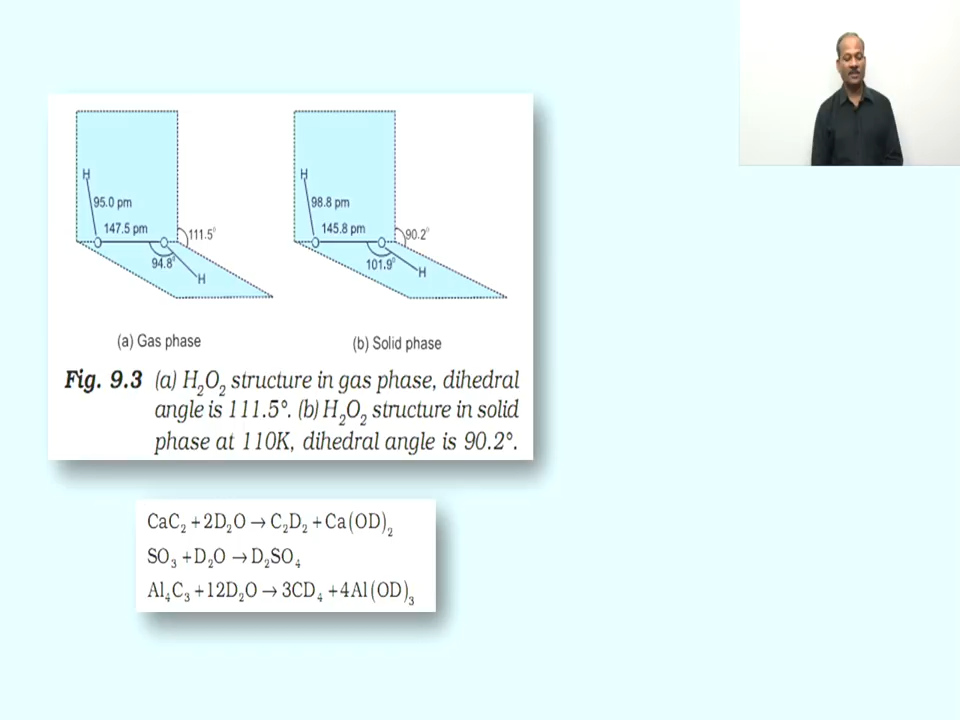 H
95.0 pm
147.5 pm
111.5°
94.8°
H
H
98.8 pm
145.8 pm
90.2°
101.9°
H
(a) Gas phase
(b) Solid phase
Fig. 9.3 (a) H₂O₂ structure in gas phase, dihedral
angle is 111.5°. (b) H₂O₂ structure in solid
phase at 110K, dihedral angle is 90.2°.
CaC₂ + 2D₂O → C₂D₂ + Ca(OD)₂
SO₃ + D₂O → D₂SO₄
Al₄C₃ + 12D₂O → 3CD₄ + 4Al(OD)₃